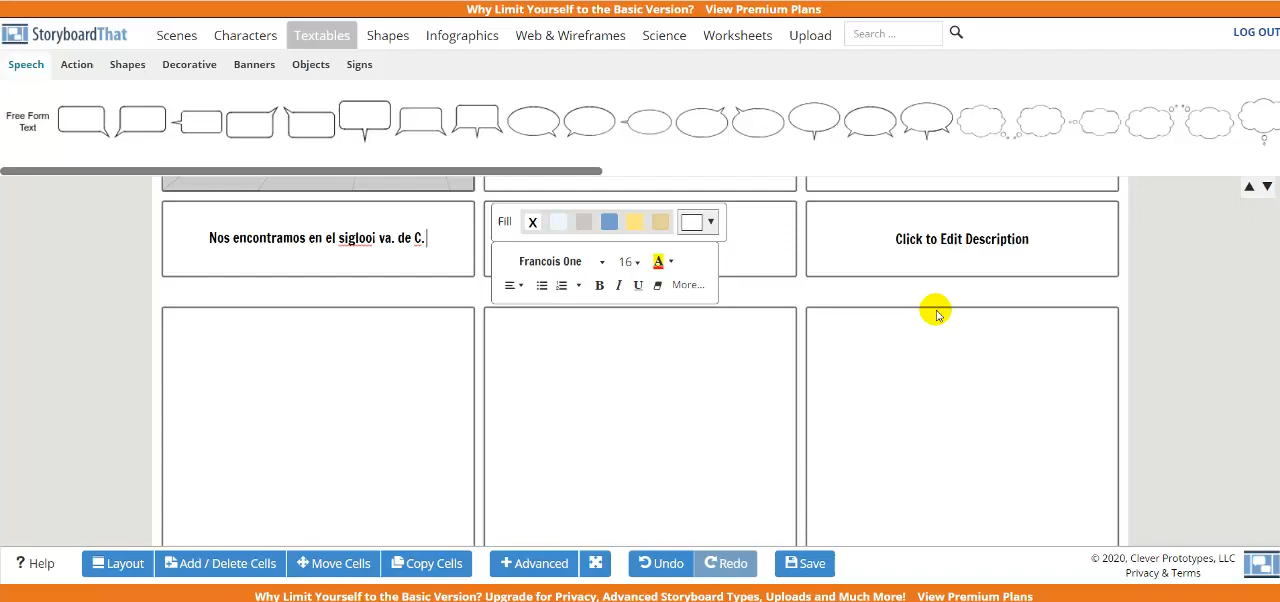 Why Limit Yourself to the Basic Version? View Premium Plans
StoryboardThat Scenes Characters Textables Shapes Infographics Web & Wireframes Science Worksheets Upload Search ... LOG OUT
Speech Action Shapes Decorative Banners Objects Signs
Free Form
Text
Nos encontramos en el siglooi va. de C.
Fill X
Click to Edit Description
Francois One 16 A
B I U More...
? Help Layout Add / Delete Cells Move Cells Copy Cells Advanced Undo Redo Save
© 2020, Clever Prototypes, LLC
Privacy & Terms
Why Limit Yourself to the Basic Version? Upgrade for Privacy, Advanced Storyboard Types, Uploads and Much More! View Premium Plans